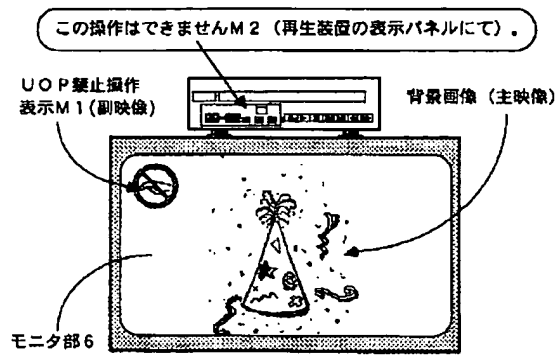 この操作はできませんM2（再生装置の表示パネルにて）。
UOP禁止操作
表示M1(副映像)
背景画像（主映像）
モニタ部6